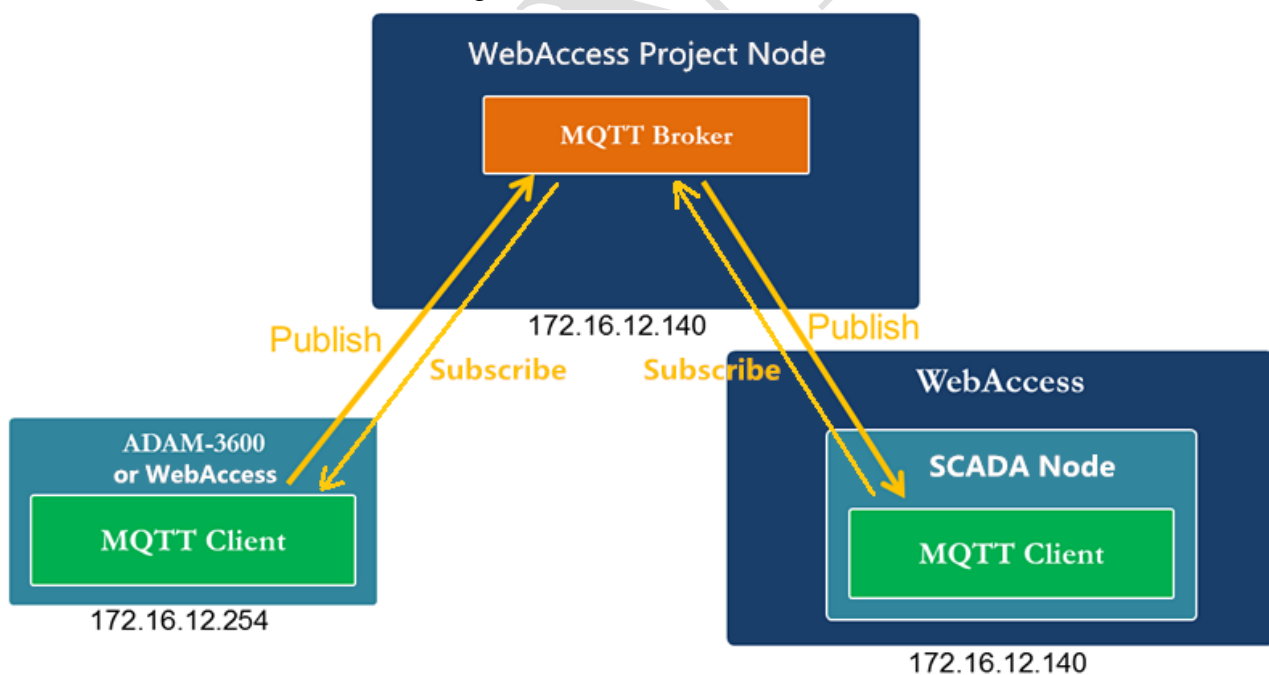 WebAccess Project Node
MQTT Broker
172.16.12.140
Publish
Publish
Subscribe
Subscribe
WebAccess
ADAM-3600
or WebAccess
SCADA Node
MQTT Client
MQTT Client
172.16.12.254
172.16.12.140